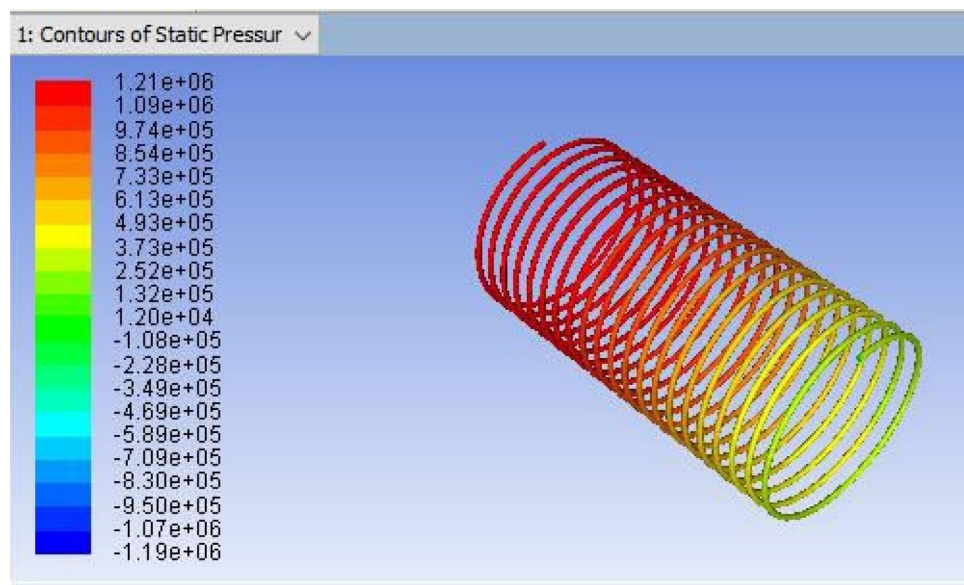 1: Contours of Static Pressur
1.21e+06
1.09e+06
9.74e+05
8.54e+05
7.33e+05
6.13e+05
4.93e+05
3.73e+05
2.52e+05
1.32e+05
1.20e+04
-1.08e+05
-2.28e+05
-3.49e+05
-4.69e+05
-5.89e+05
-7.09e+05
-8.30e+05
-9.50e+05
-1.07e+06
-1.19e+06